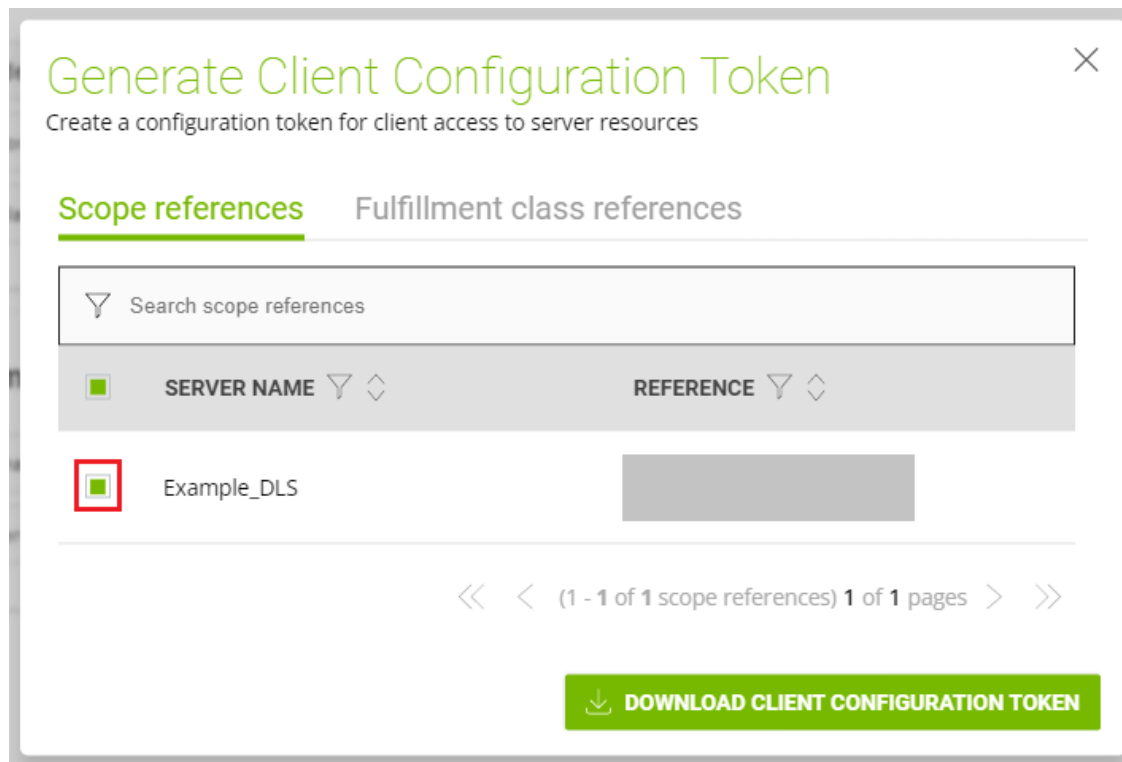 Generate Client Configuration Token
Create a configuration token for client access to server resources
Scope references Fulfillment class references
Search scope references
SERVER NAME REFERENCE
Example_DLS
(1 - 1 of 1 scope references) 1 of 1 pages
DOWNLOAD CLIENT CONFIGURATION TOKEN